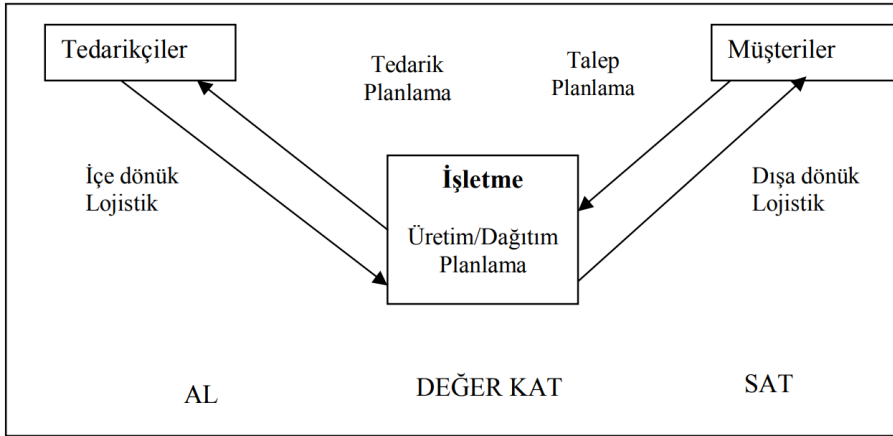 Tedarikçiler
Tedarik
Planlama
Talep
Planlama
Müşteriler
İçe dönük
Lojistik
İşletme
Üretim/Dağıtım
Planlama
Dışa dönük
Lojistik
AL
DEĞER KAT
SAT